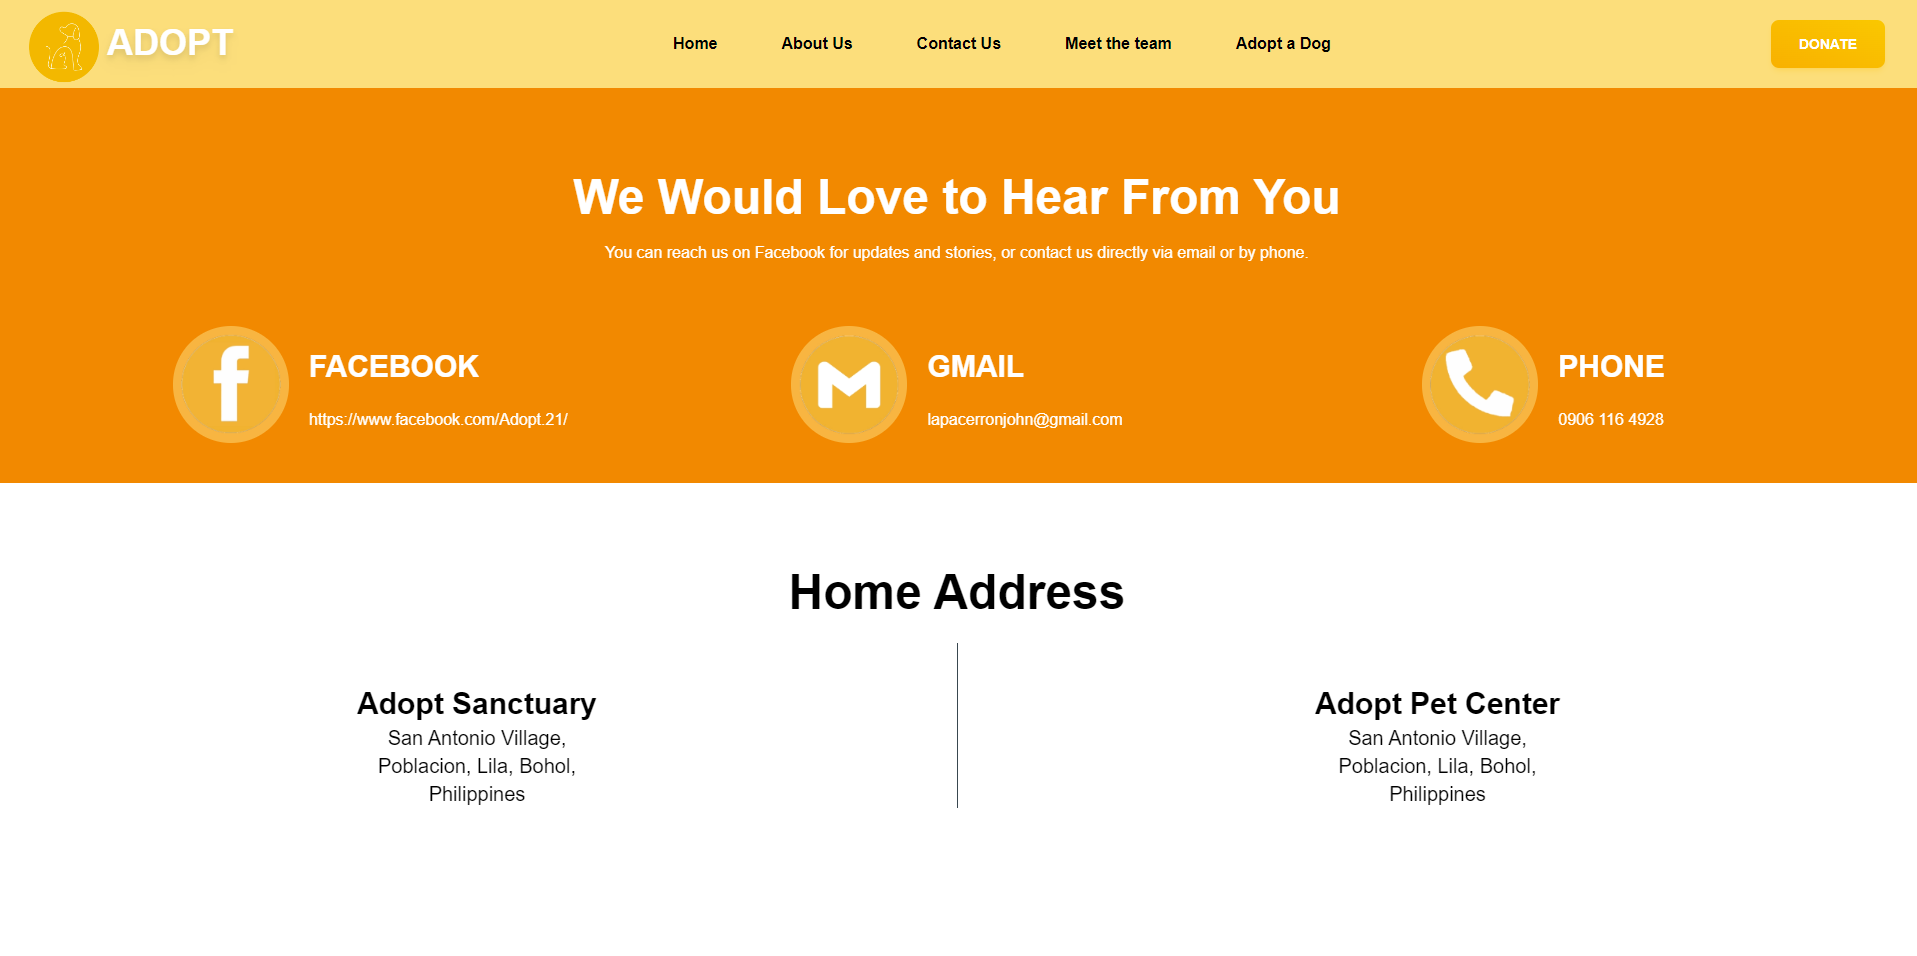 ADOPT
Home
About Us
Contact Us
Meet the team
Adopt a Dog
DONATE
We Would Love to Hear From You
You can reach us on Facebook for updates and stories, or contact us directly via email or by phone.
FACEBOOK
https://www.facebook.com/Adopt.21/
GMAIL
lapacerronjohn@gmail.com
PHONE
0906 116 4928
Home Address
Adopt Sanctuary
San Antonio Village,
Poblacion, Lila, Bohol,
Philippines
Adopt Pet Center
San Antonio Village,
Poblacion, Lila, Bohol,
Philippines